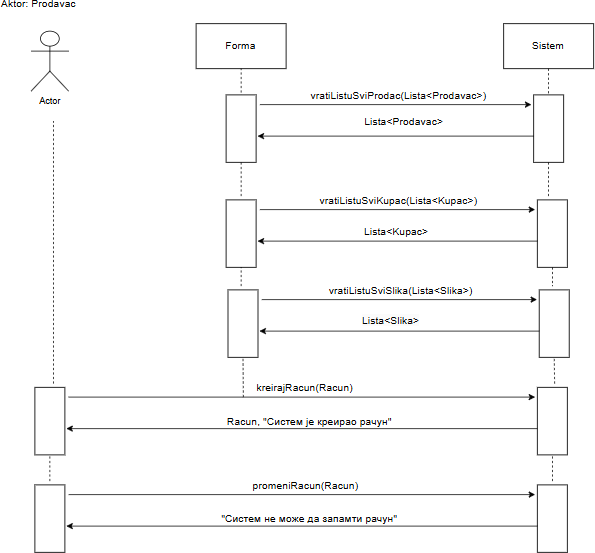 Aktor: Prodavac
Forma
Sistem
Actor
vratiListuSviProdac(Lista<Prodavac>)
Lista<Prodavac>
vratiListuSviKupac(Lista<Kupac>)
Lista<Kupac>
vratiListuSviSlika(Lista<Slika>)
Lista<Slika>
kreirajRacun(Racun)
Racun, "Систем је креирао рачун"
promeniRacun(Racun)
"Систем не може да запамти рачун"